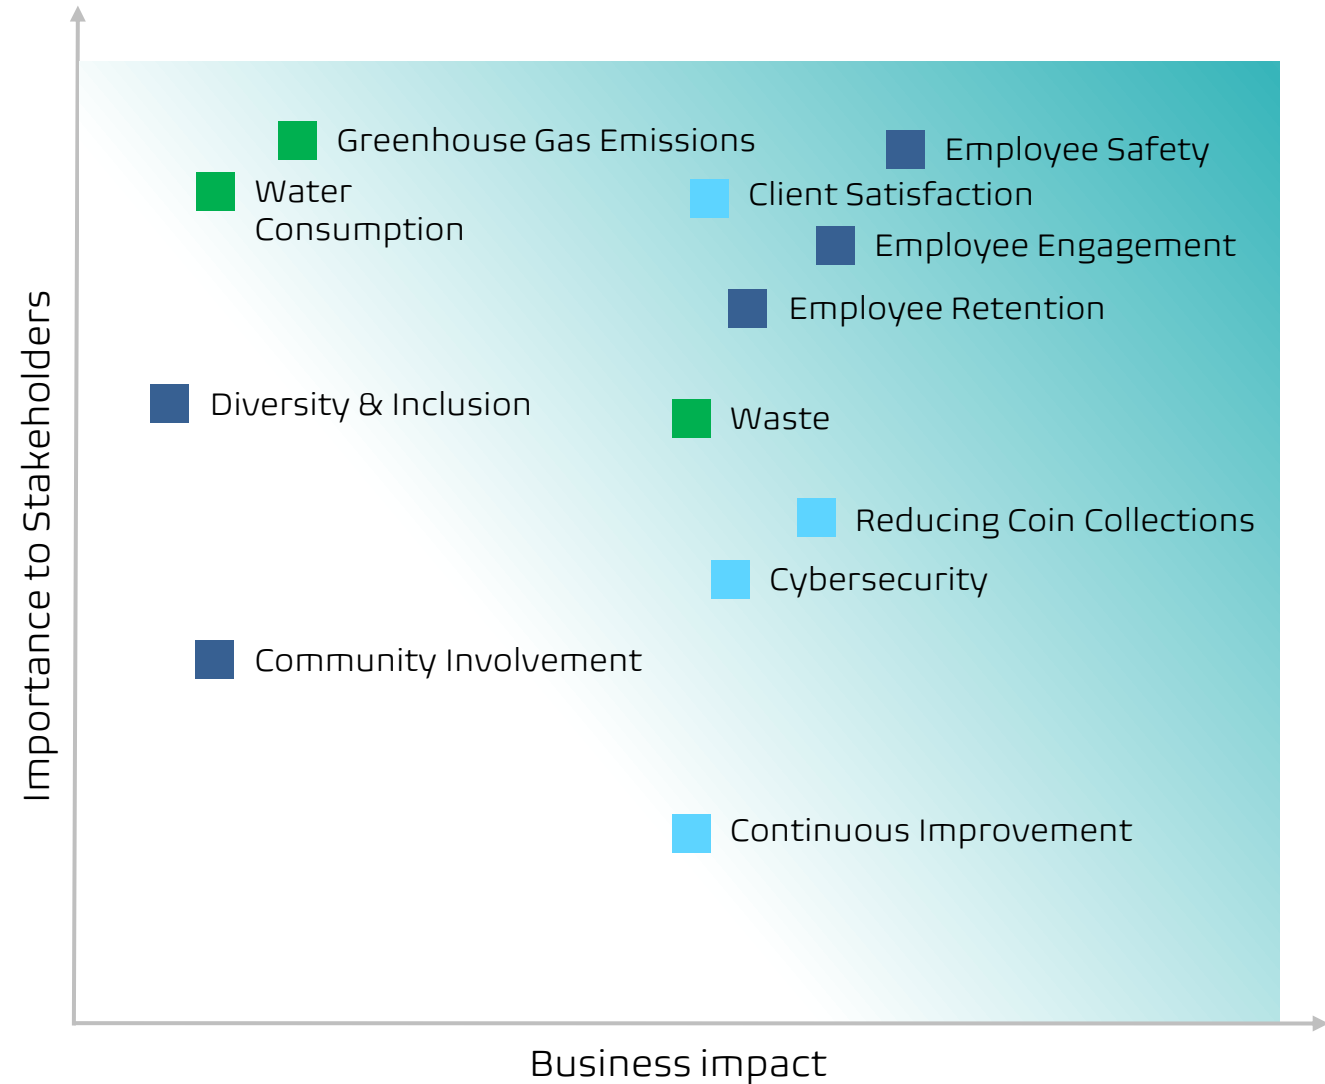 Greenhouse Gas Emissions
Employee Safety
Water
Consumption
Client Satisfaction
Employee Engagement
Employee Retention
Diversity & Inclusion
Waste
Reducing Coin Collections
Cybersecurity
Community Involvement
Continuous Improvement
Importance to Stakeholders
Business impact